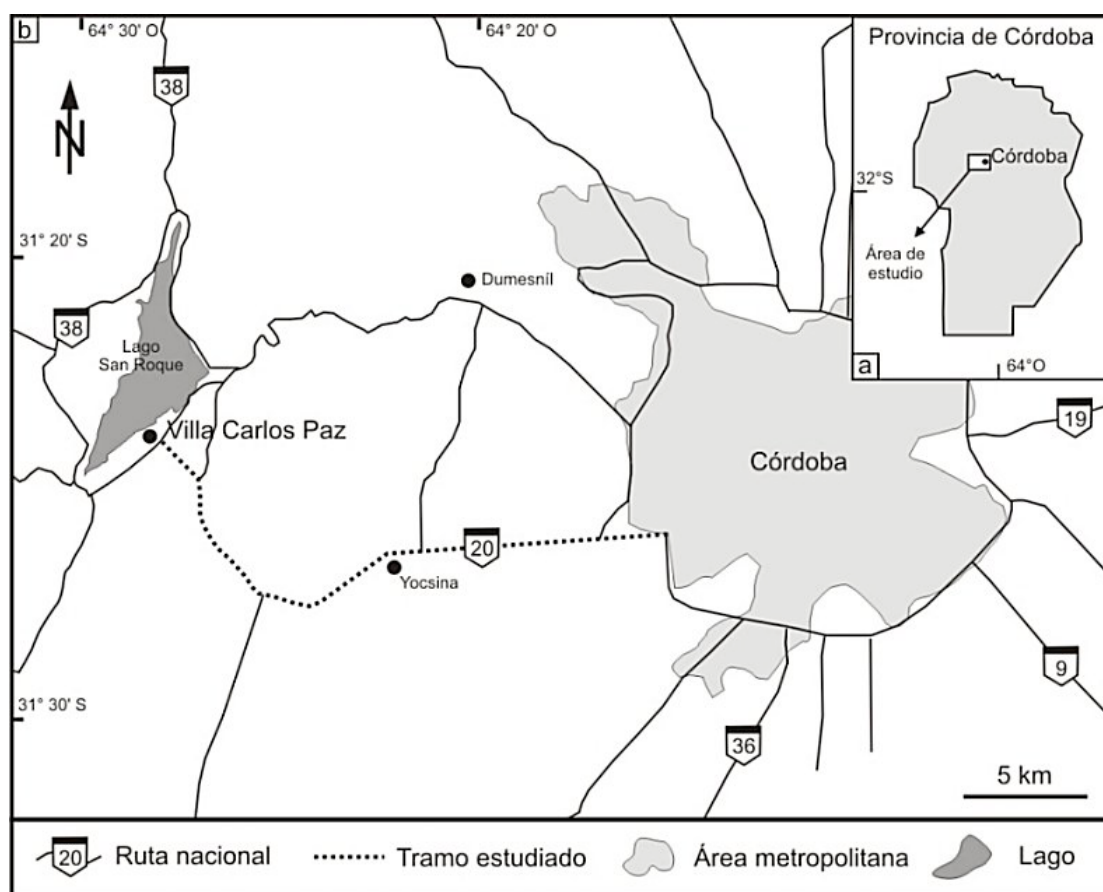 b
64° 30' O
64° 20' O
38
N
31° 20' S
38
Lago
San Roque
Villa Carlos Paz
Dumesníl
Córdoba
20
Yocsina
19
9
36
31° 30' S
5 km
Provincia de Córdoba
Córdoba
32°S
Área de
estudio
a
64°O
20
Ruta nacional
Tramo estudiado
Área metropolitana
Lago